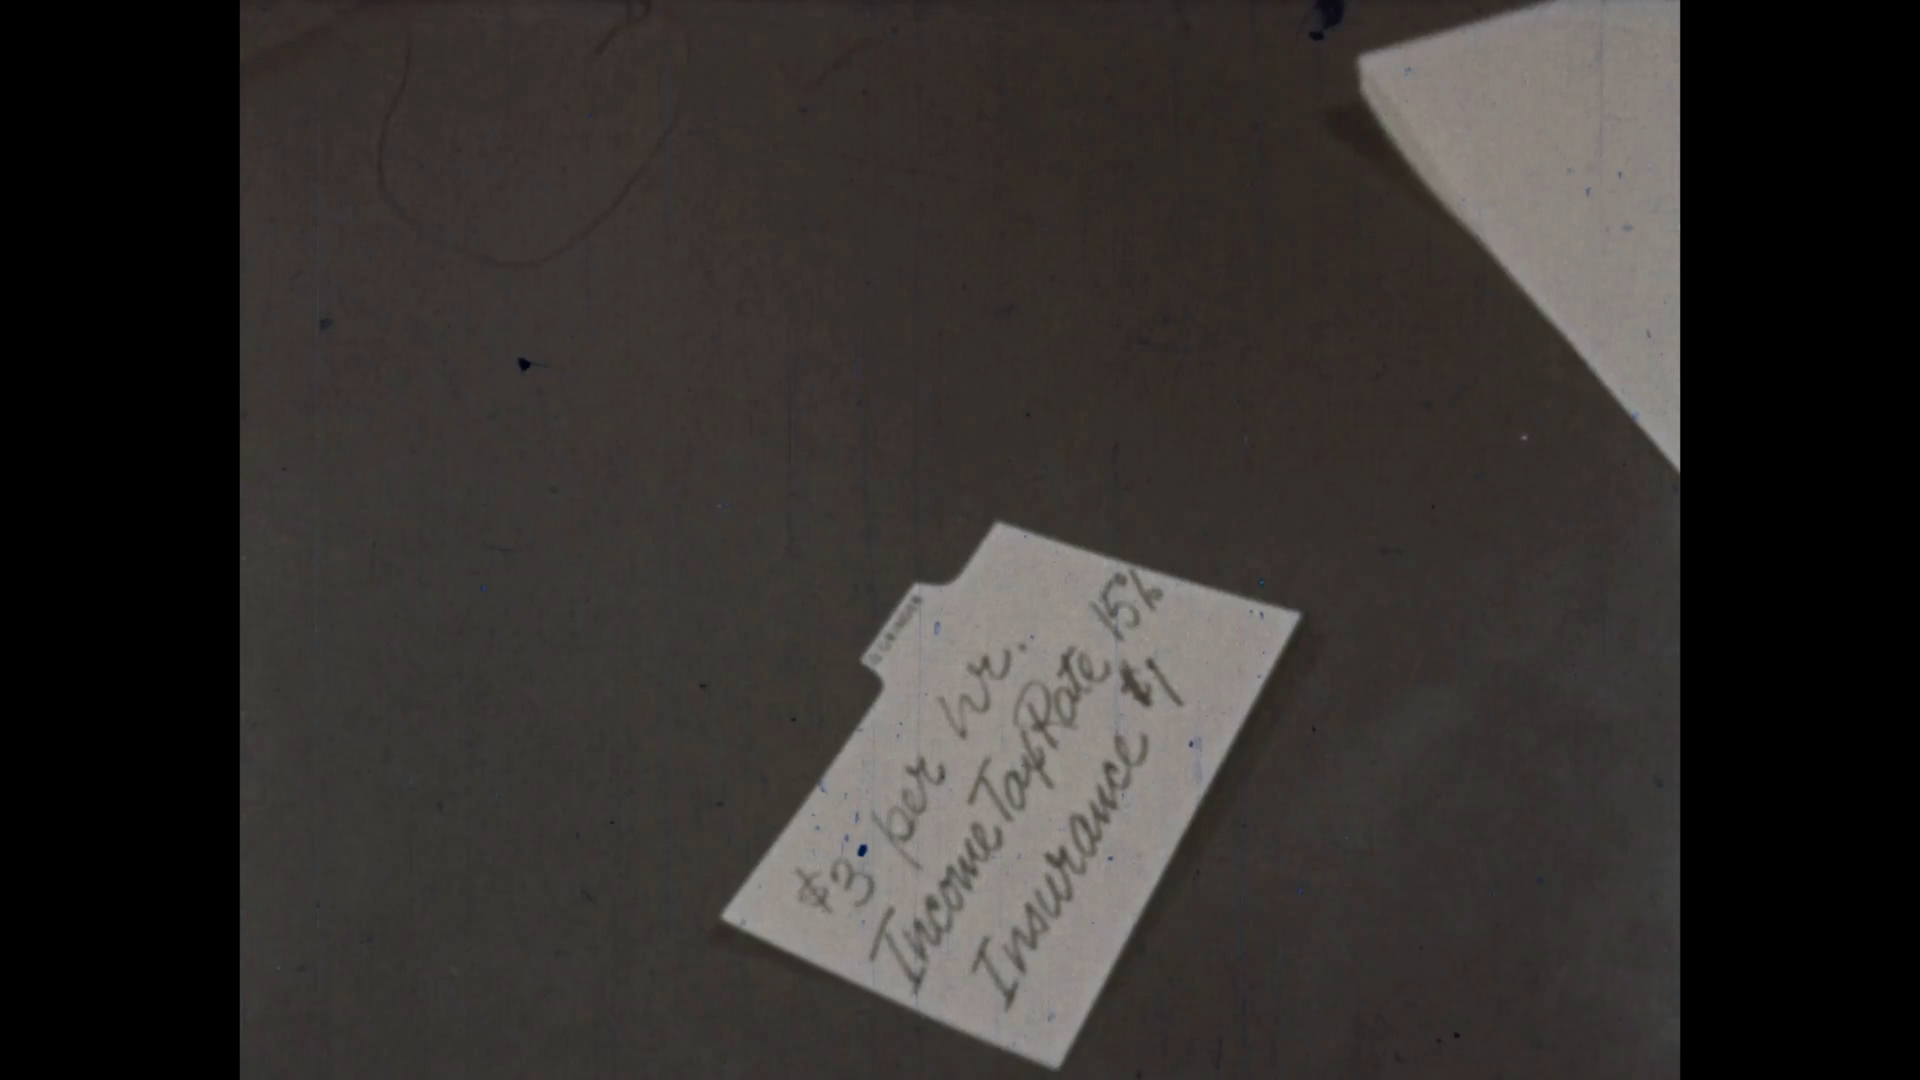 $3 per hr.
Income Tax Rate 15%
Insurance $1